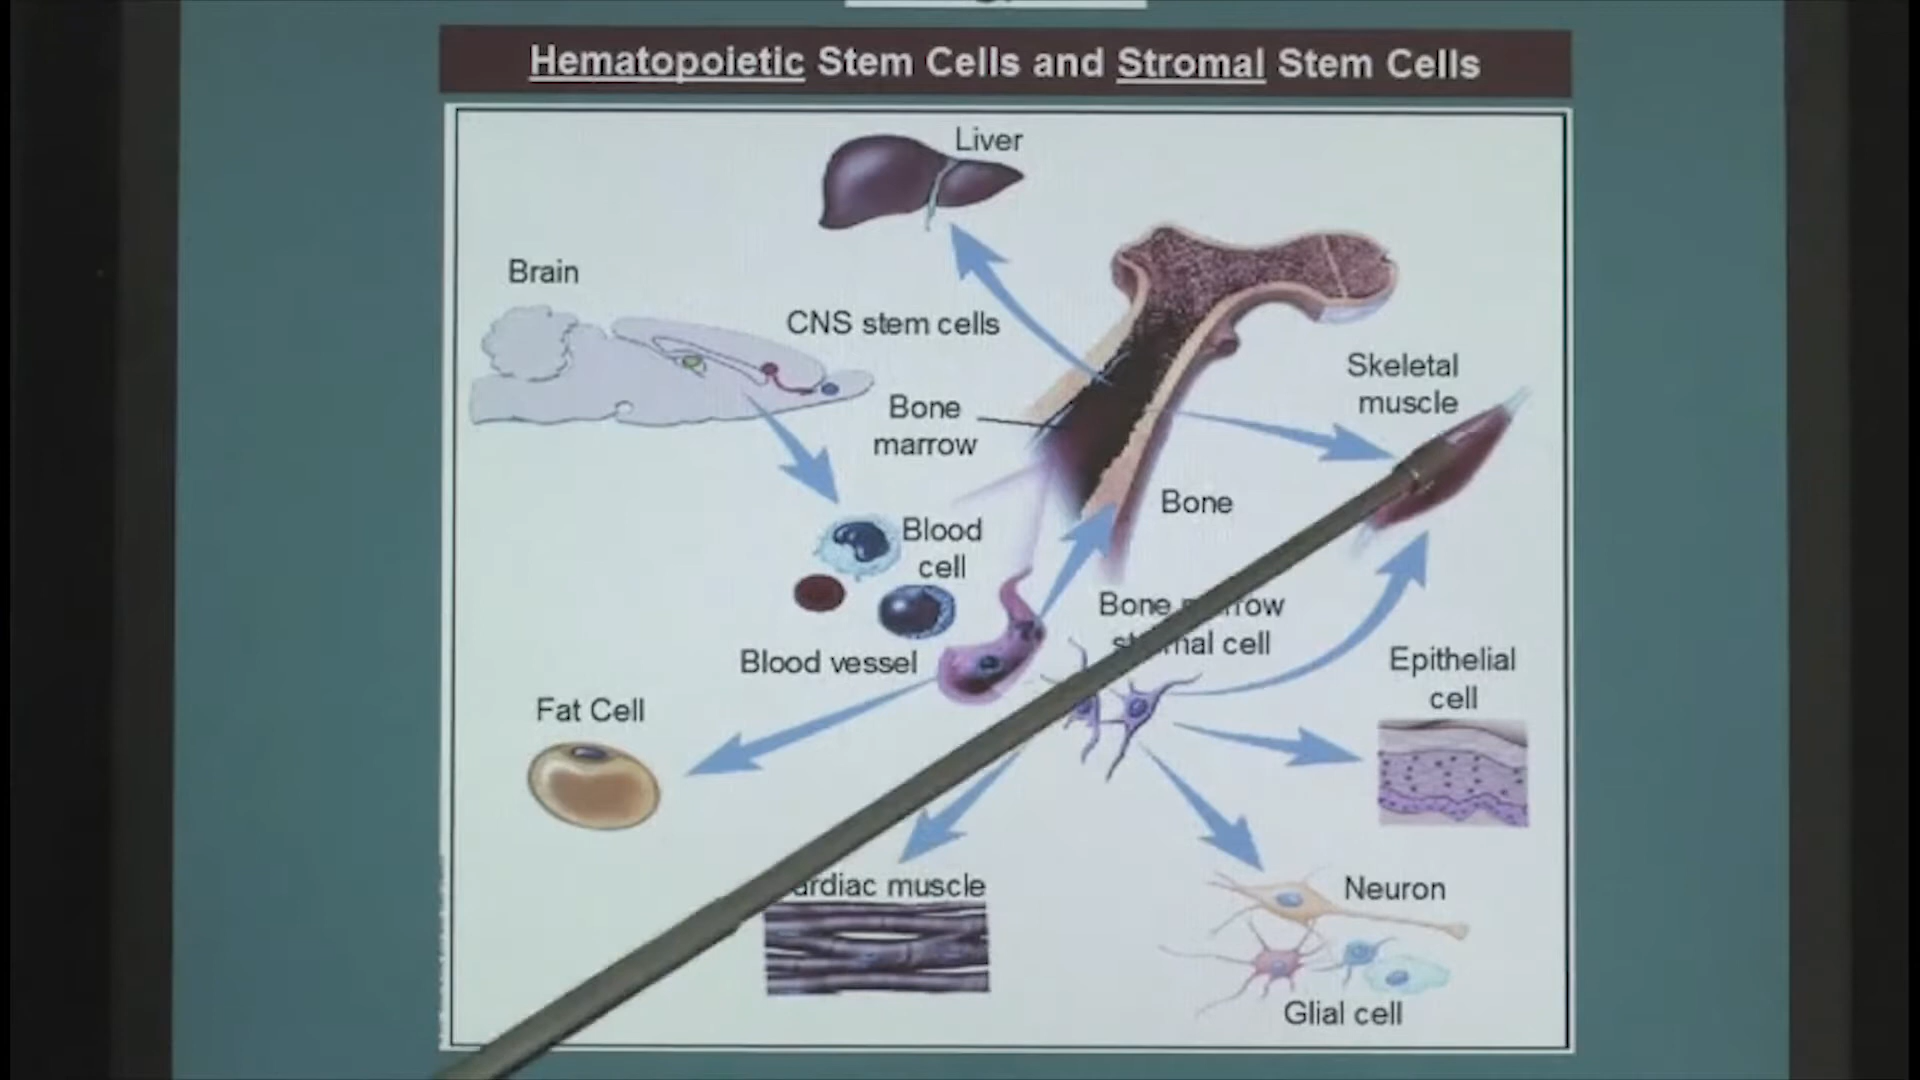 Hematopoietic Stem Cells and Stromal Stem Cells
Liver
Brain
CNS stem cells
Skeletal
muscle
Bone
marrow
Bone
Blood
cell
Bone
cell
Blood vessel
Epithelial
cell
Fat Cell
muscle
Neuron
Glial cell